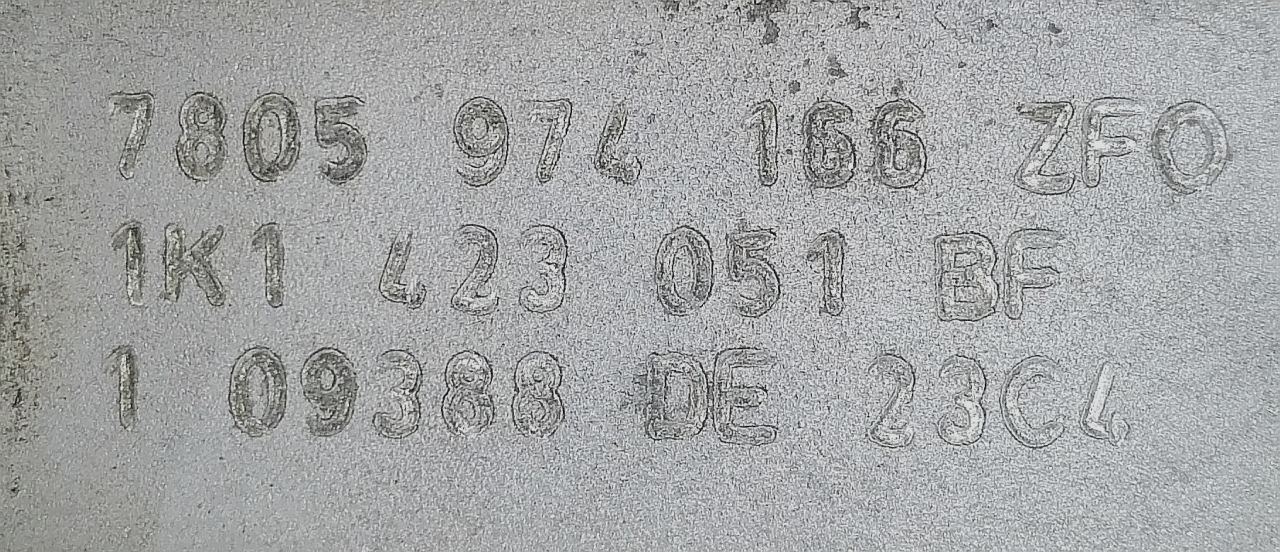 7805 974 166 ZFO
1K1 423 051 BF
1 09388 DE 23C4